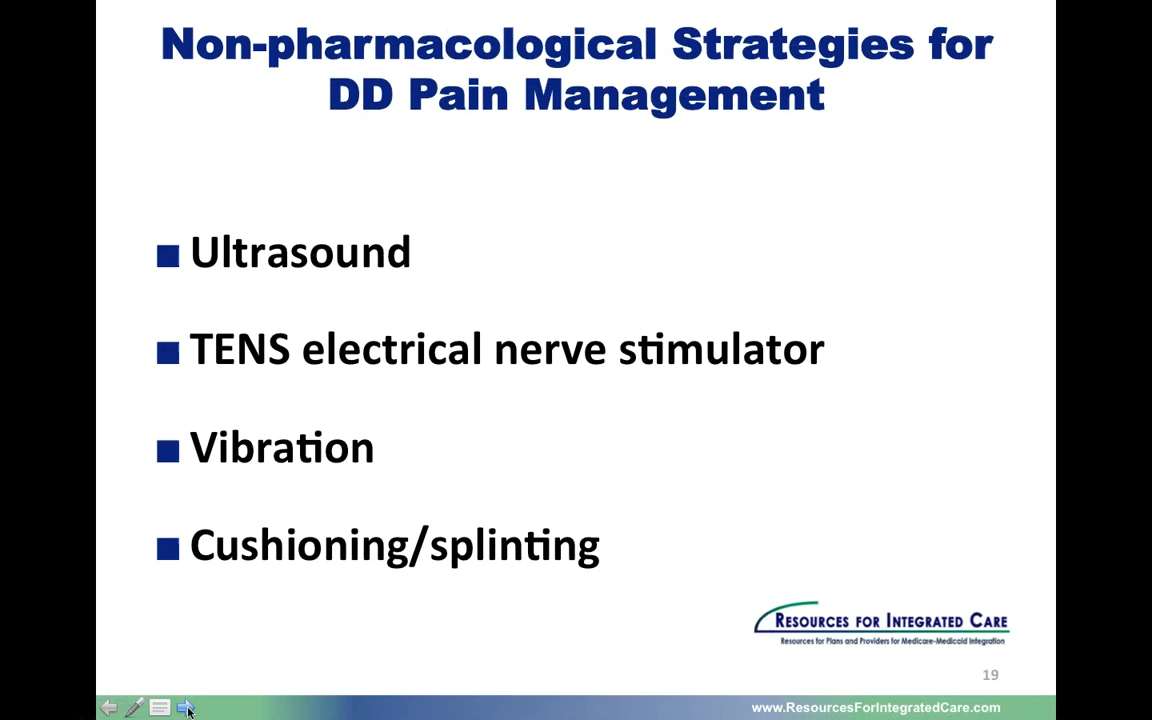 Non-pharmacological Strategies for
DD Pain Management
Ultrasound
TENS electrical nerve stimulator
Vibration
Cushioning/splinting
RESOURCES FOR INTEGRATED CARE
Resources for Plans and Providers for Medicare-Medicaid Integration
19
www.ResourcesForIntegratedCare.com